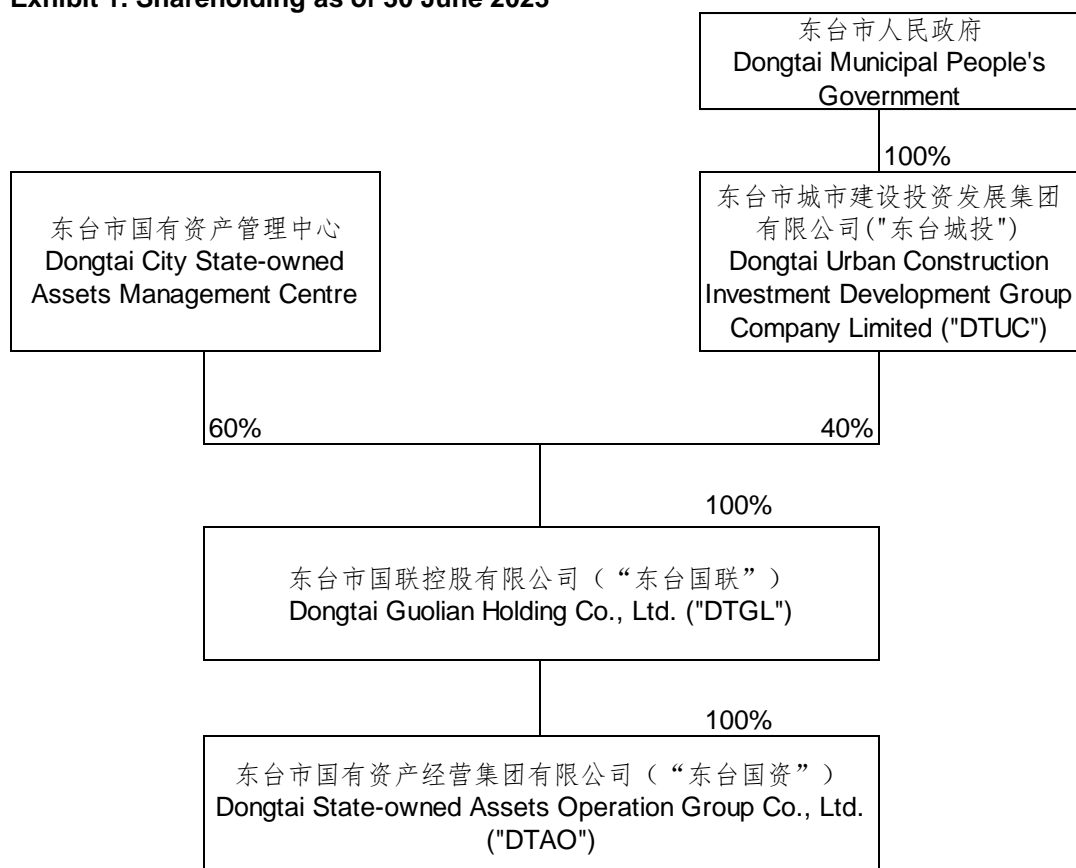 Exhibit 1: Shareholding as of 30 June 2025
东台市人民政府
Dongtai Municipal People's
Government
100%
东台市国有资产管理中心
Dongtai City State-owned
Assets Management Centre
东台市城市建设投资发展集团
有限公司("东台城投")
Dongtai Urban Construction
Investment Development Group
Company Limited ("DTUC")
60%
40%
100%
东台市国联控股有限公司（“东台国联”）
Dongtai Guolian Holding Co., Ltd. ("DTGL")
100%
东台市国有资产经营集团有限公司（“东台国资”）
Dongtai State-owned Assets Operation Group Co., Ltd.
("DTAO")